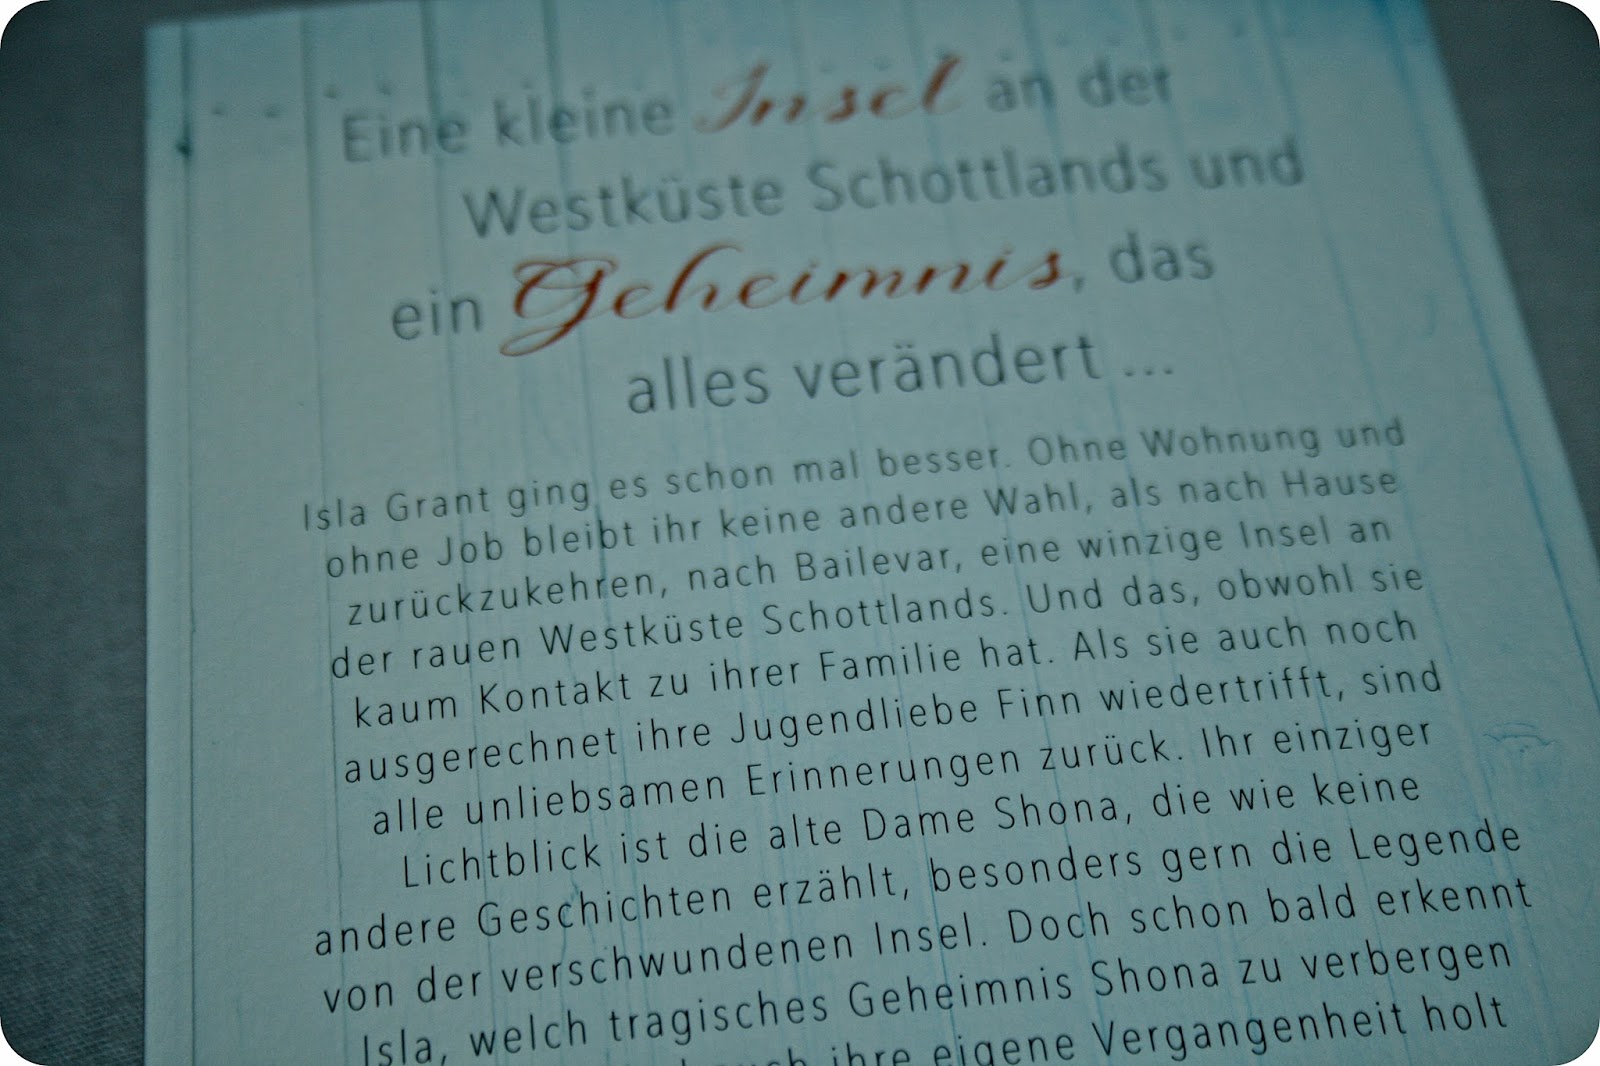 Eine kleine Insel an der
Westküste Schottlands und
ein Geheimnis, das
alles verändert ...
Isla Grant ging es schon mal besser. Ohne Wohnung und
ohne Job bleibt ihr keine andere Wahl, als nach Hause
zurückzukehren, nach Bailevar, eine winzige Insel an
der rauen Westküste Schottlands. Und das, obwohl sie
kaum Kontakt zu ihrer Familie hat. Als sie auch noch
ausgerechnet ihre Jugendliebe Finn wiedertrifft, sind
alle unliebsamen Erinnerungen zurück. Ihr einziger
Lichtblick ist die alte Dame Shona, die wie keine
andere Geschichten erzählt, besonders gern die Legende
von der verschwundenen Insel. Doch schon bald erkennt
Isla, welch tragisches Geheimnis Shona zu verbergen
ihre eigene Vergangenheit holt